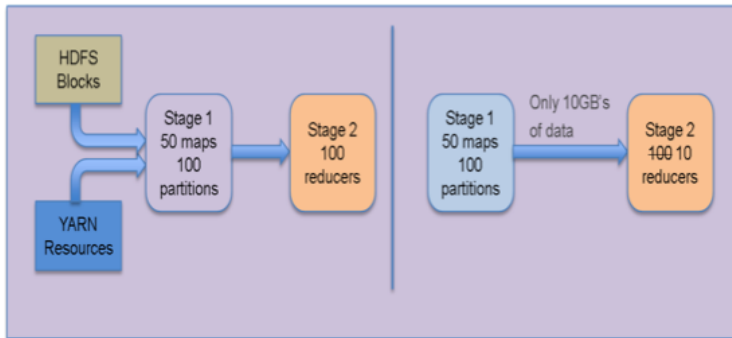 HDFS
Blocks
YARN
Resources
Stage 1
50 maps
100
partitions
Stage 2
100
reducers
Stage 1
50 maps
100
partitions
Only 10GB's
of data
Stage 2
100 10
reducers